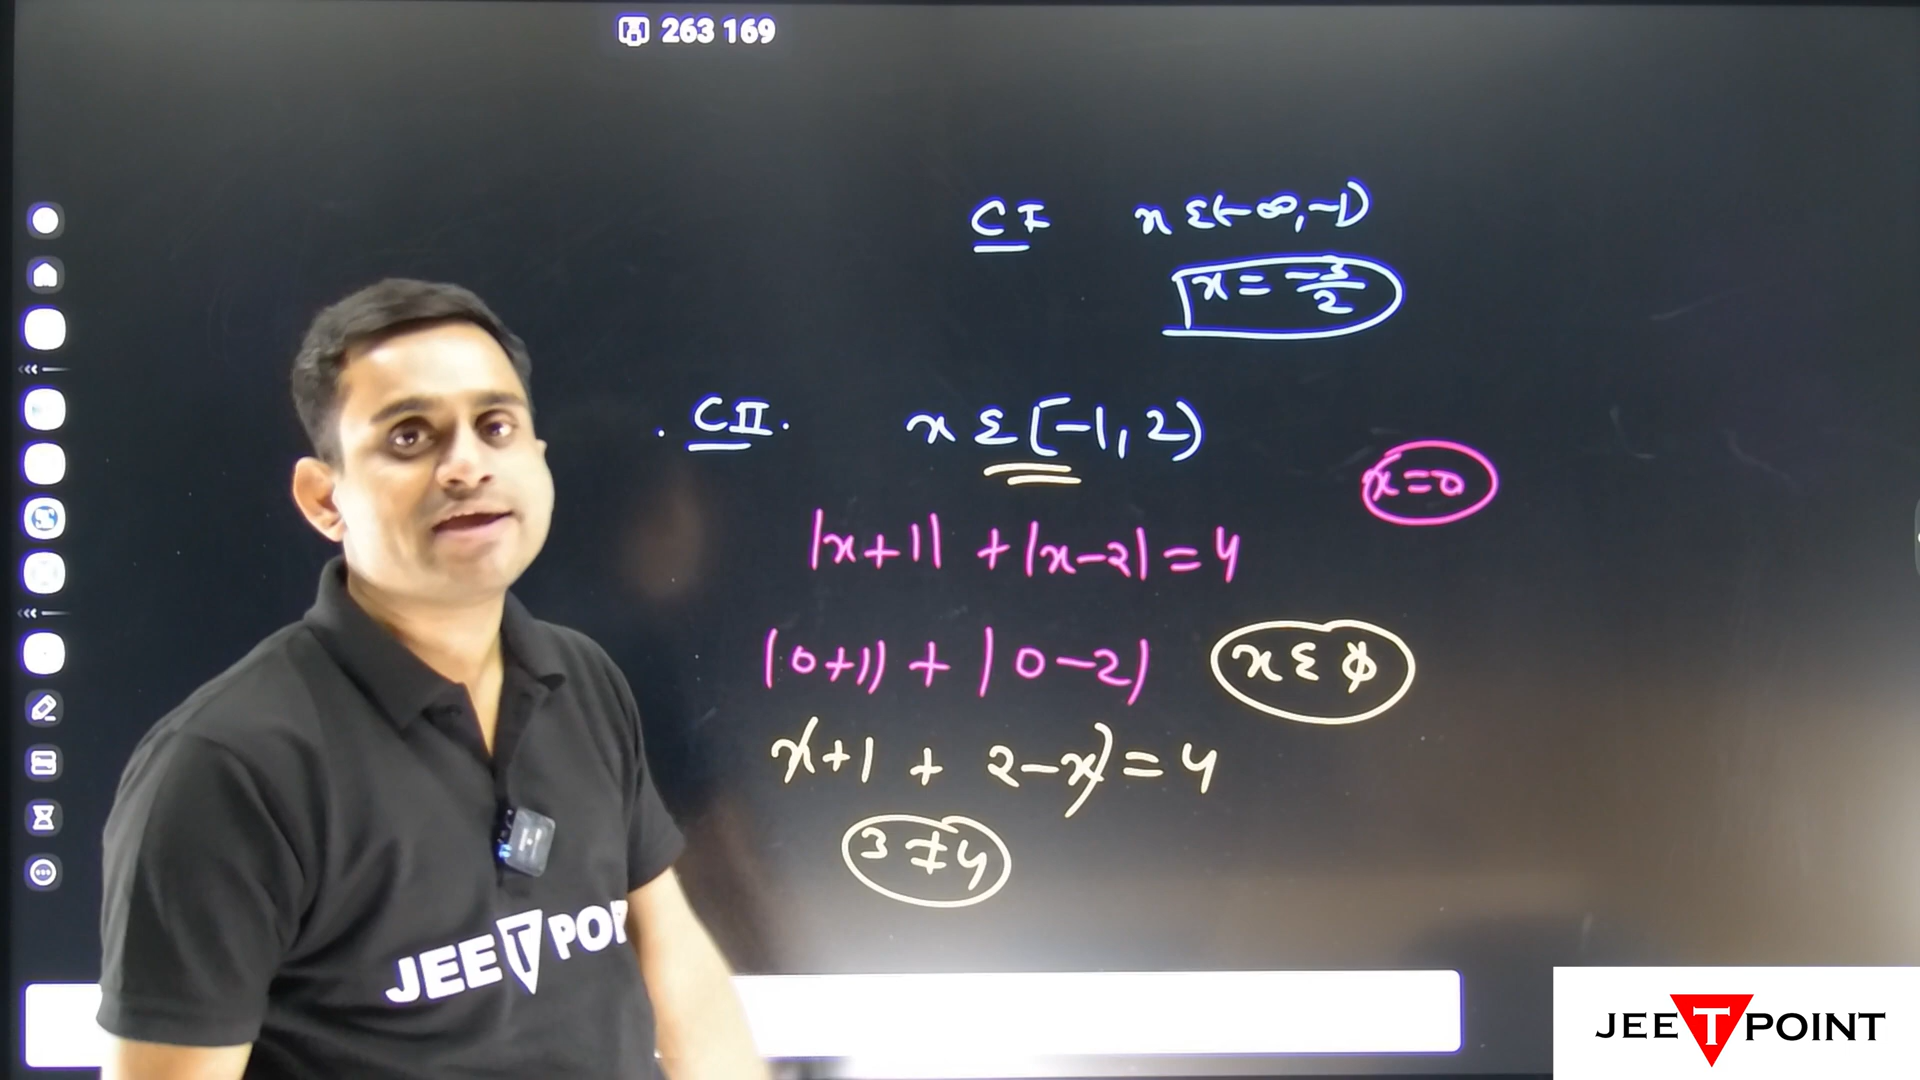 263 169
CI x ∈ (-∞, -1)
x = -3/2
CII. x ∈ [-1, 2)
x = 0
|x+1| + |x-2| = 4
|0+1| + |0-2|
x ∈ ϕ
x+1 + 2-x = 4
3 ≠ 4
JEE T POI
JEE T POINT